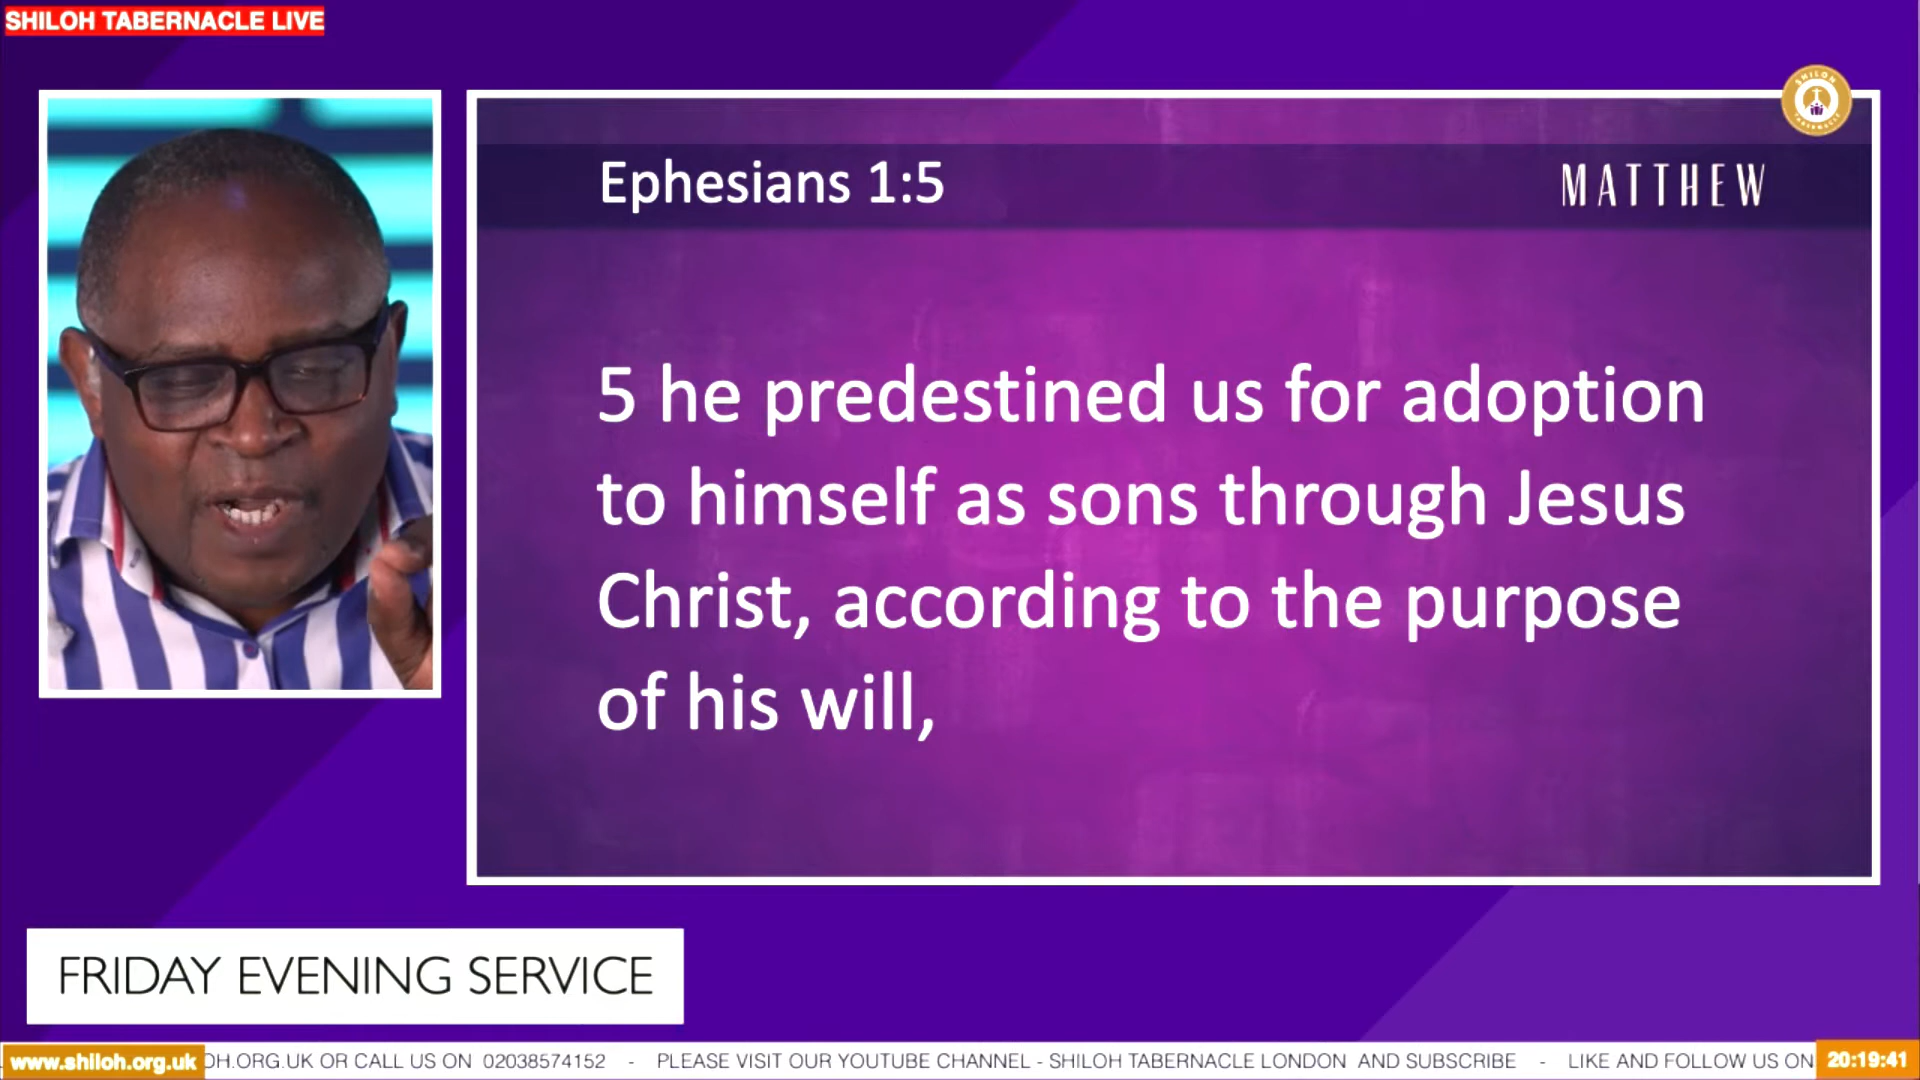 SHILOH TABERNACLE LIVE
SHILOH
TABERNACLE
Ephesians 1:5
MATTHEW
5 he predestined us for adoption
to himself as sons through Jesus
Christ, according to the purpose
of his will,
FRIDAY EVENING SERVICE
www.shiloh.org.uk OH.ORG.UK OR CALL US ON 02038574152 - PLEASE VISIT OUR YOUTUBE CHANNEL - SHILOH TABERNACLE LONDON AND SUBSCRIBE - LIKE AND FOLLOW US ON 20:19:41